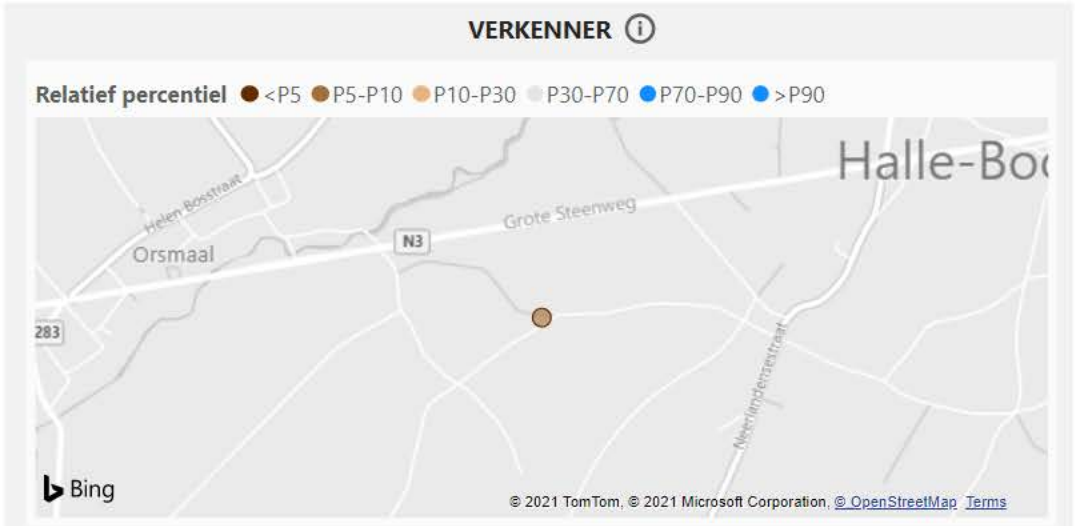 VERKENNER
Relatief percentiel <P5 P5-P10 P10-P30 P30-P70 P70-P90 >P90
Halle-Boo
Helen Bosstraat
Grote Steenweg
N3
Orsmaal
283
Neerlandensestraat
Bing
© 2021 TomTom, © 2021 Microsoft Corporation, © OpenStreetMap Terms